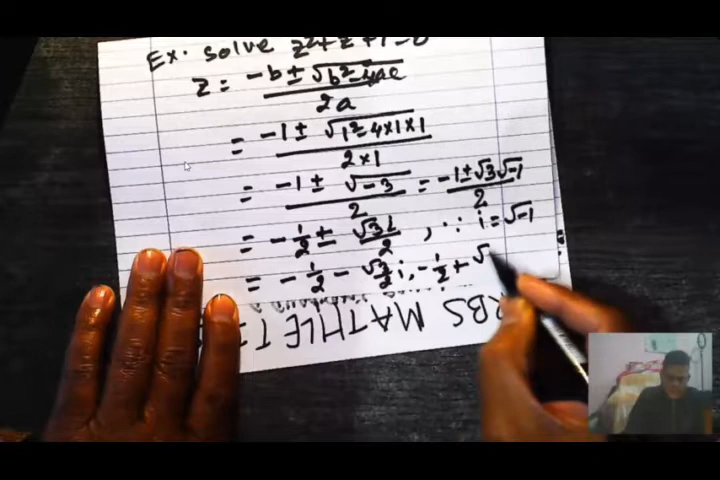 Ex. solve z²+z+1=0
z = (-b ± √(b²-4ac))/(2a)
= (-1 ± √(1²-4×1×1))/(2×1)
= (-1 ± √(-3))/2 = (-1±√3√-1)/2
= -1/2 ± √3i/2 , ∵ i = √-1
= -1/2 - √3/2 i, -1/2 + √
RBS MATHLET